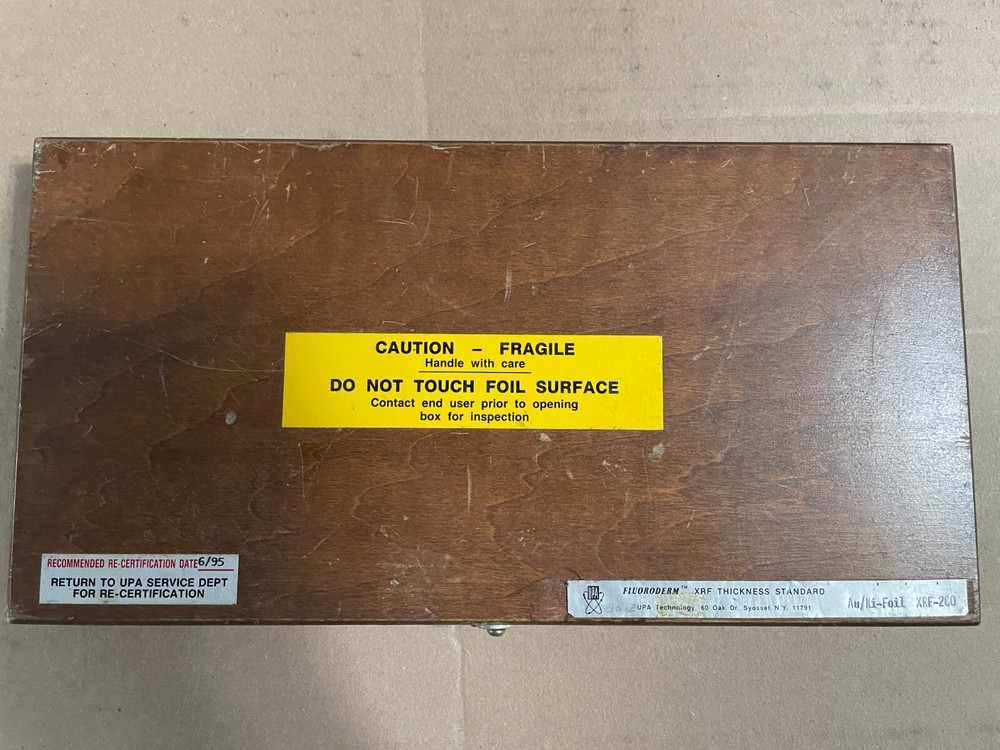 CAUTION – FRAGILE
Handle with care
DO NOT TOUCH FOIL SURFACE
Contact end user prior to opening
box for inspection
RECOMMENDED RE-CERTIFICATION DATE 6/95
RETURN TO UPA SERVICE DEPT
FOR RE-CERTIFICATION
UPA
FLUORODERM™ XRF THICKNESS STANDARD
UPA Technology, 60 Oak Dr. Syosset N.Y. 11791
Au/Ni-Foil XRF-200